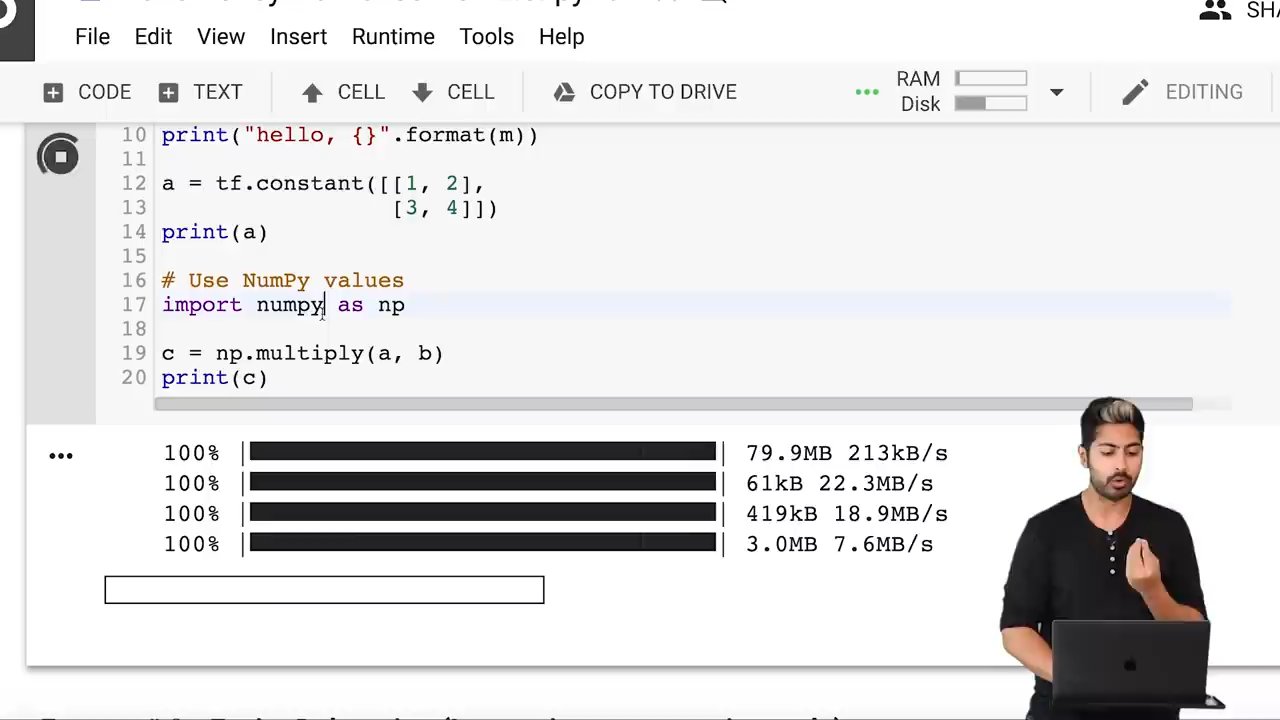 SHA
File Edit View Insert Runtime Tools Help
CODE TEXT CELL CELL COPY TO DRIVE RAM Disk EDITING
10 print("hello, {}".format(m))
11
12 a = tf.constant([[1, 2],
13 [3, 4]])
14 print(a)
15
16 # Use NumPy values
17 import numpy as np
18
19 c = np.multiply(a, b)
20 print(c)
100% 79.9MB 213kB/s
100% 61kB 22.3MB/s
100% 419kB 18.9MB/s
100% 3.0MB 7.6MB/s